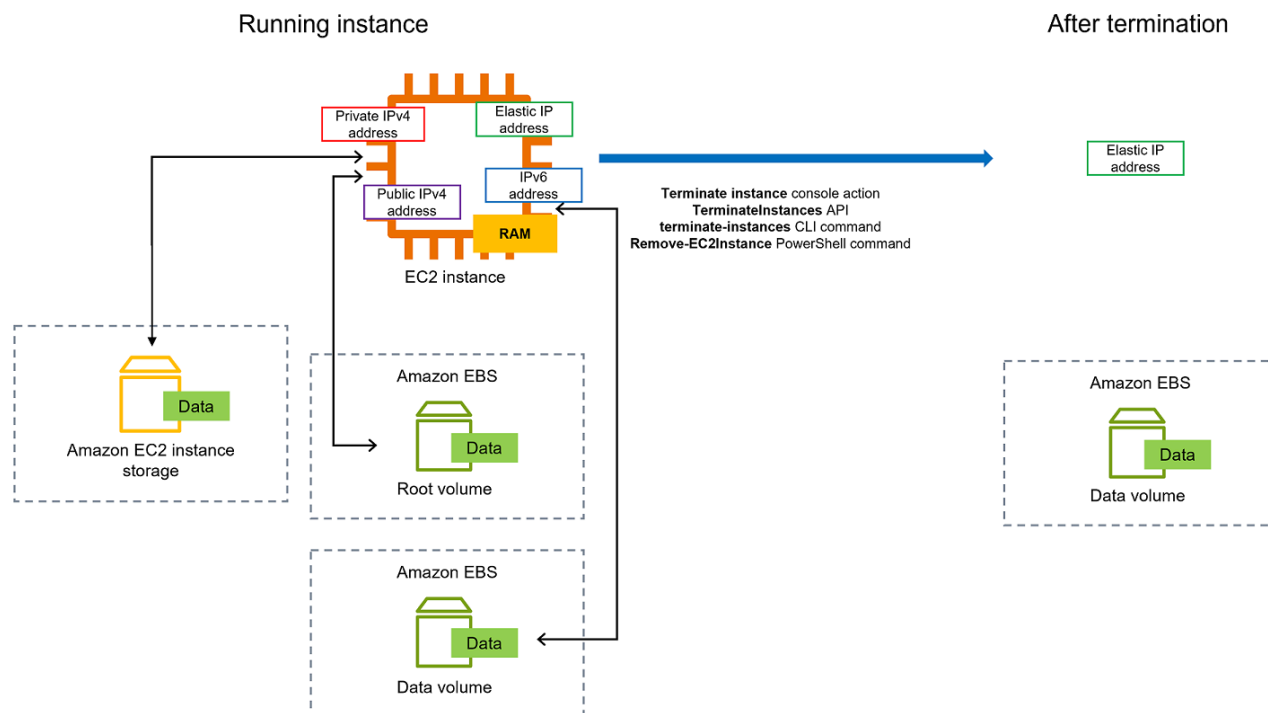 Running instance
After termination
Private IPv4
address
Elastic IP
address
Public IPv4
address
IPv6
address
RAM
EC2 instance
Terminate instance console action
TerminateInstances API
terminate-instances CLI command
Remove-EC2Instance PowerShell command
Elastic IP
address
Data
Amazon EC2 instance
storage
Amazon EBS
Data
Root volume
Amazon EBS
Data
Data volume
Amazon EBS
Data
Data volume